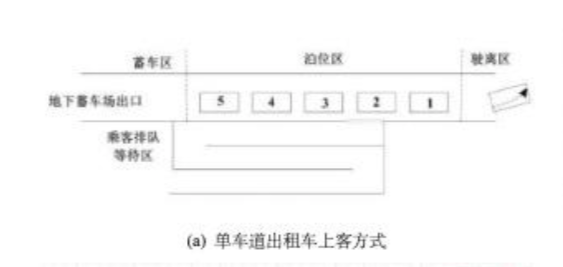 蓄车区 泊位区 驶离区
地下蓄车场出口 5 4 3 2 1
乘客排队
等待区
(a) 单车道出租车上客方式